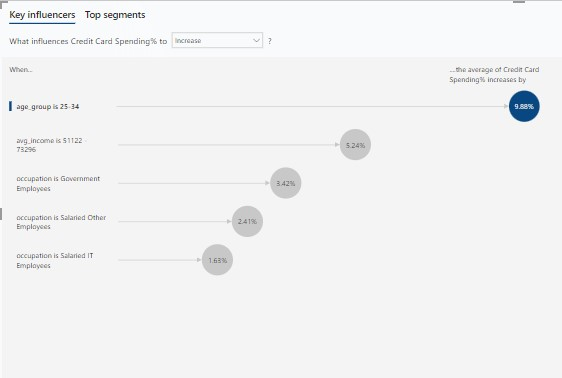 Key influencers Top segments
What influences Credit Card Spending% to Increase ?
When...
....the average of Credit Card
Spending% increases by
age_group is 25-34
9.88%
avg_income is 51122 -
73296
5.24%
occupation is Government
Employees
3.42%
occupation is Salaried Other
Employees
2.41%
occupation is Salaried IT
Employees
1.63%